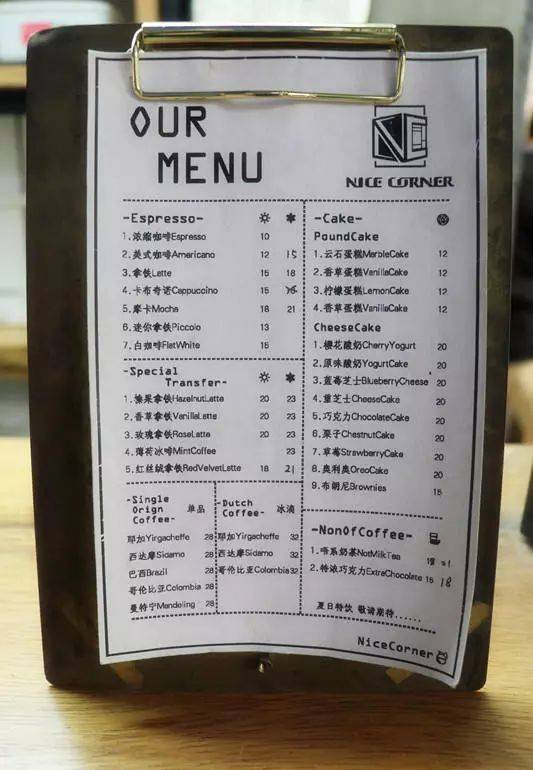 OUR
MENU
NICE CORNER
-Espresso-
1.浓缩咖啡Espresso 10
2.美式咖啡Americano 12 15
3.拿铁Latte 15 18
4.卡布奇诺Cappuccino 15
5.摩卡Mocha 18 21
6.迷你拿铁Piccolo 13
7.白咖啡FlatWhite 15
-Special
Transfer-
1.榛果拿铁HazelnutLatte 20 23
2.香草拿铁VanillaLatte 20 23
3.玫瑰拿铁RoseLatte 20 23
4.薄荷冰啡MintCoffee 23
5.红丝绒拿铁RedVelvetLatte 18 21
-Single
Orign
Coffee- 单品
耶加Yirgacheffe 28
西达摩Sidamo 28
巴西Brazil 28
哥伦比亚Colombia 28
曼特宁Mandeling 28
-Dutch
Coffee- 冰滴
耶加Yirgacheffe 32
西达摩Sidamo 32
哥伦比亚Colombia32
-Cake-
PoundCake
1.云石蛋糕MarbleCake 12
2.香草蛋糕VanillaCake 12
3.柠檬蛋糕LemonCake 12
4.香草蛋糕VanillaCake 12
CheeseCake
1.樱花酸奶CherryYogurt 20
2.原味酸奶YogurtCake 20
3.蓝莓芝士BlueberryCheese 20
4.重芝士CheeseCake 20
5.巧克力ChocolateCake 20
6.栗子ChestnutCake 20
7.草莓StrawberryCake 20
8.奥利奥OreoCake 20
9.布朗尼Brownies 15
-NonOfCoffee-
1.唔系奶茶NotMilkTea
2.特浓巧克力ExtraChocolate 15 18
夏日特饮 敬请期待......
NiceCorner